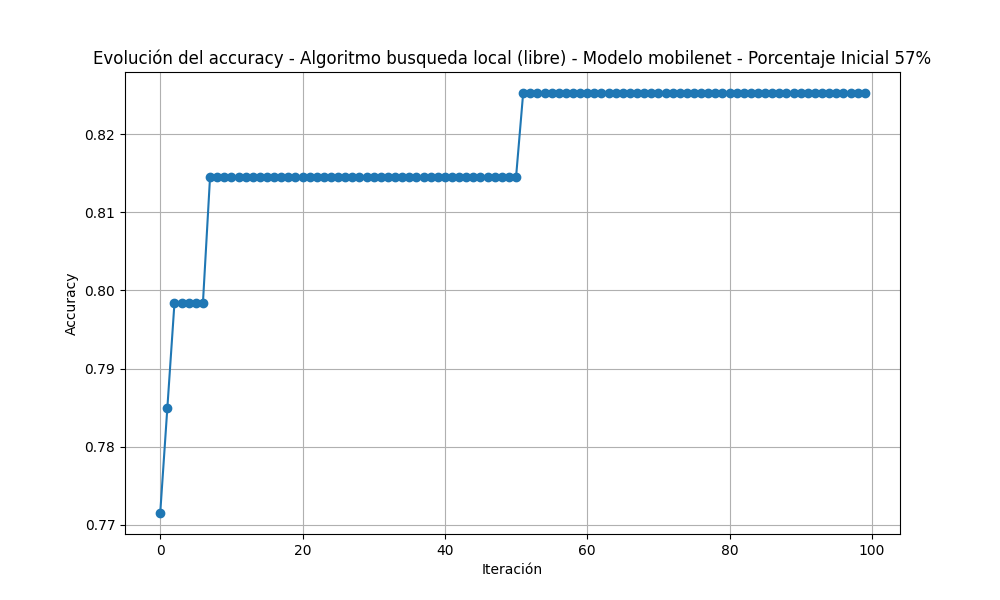 Evolución del accuracy - Algoritmo busqueda local (libre) - Modelo mobilenet - Porcentaje Inicial 57%
0.82
0.81
0.80
0.79
0.78
0.77
Accuracy
0 20 40 60 80 100
Iteración